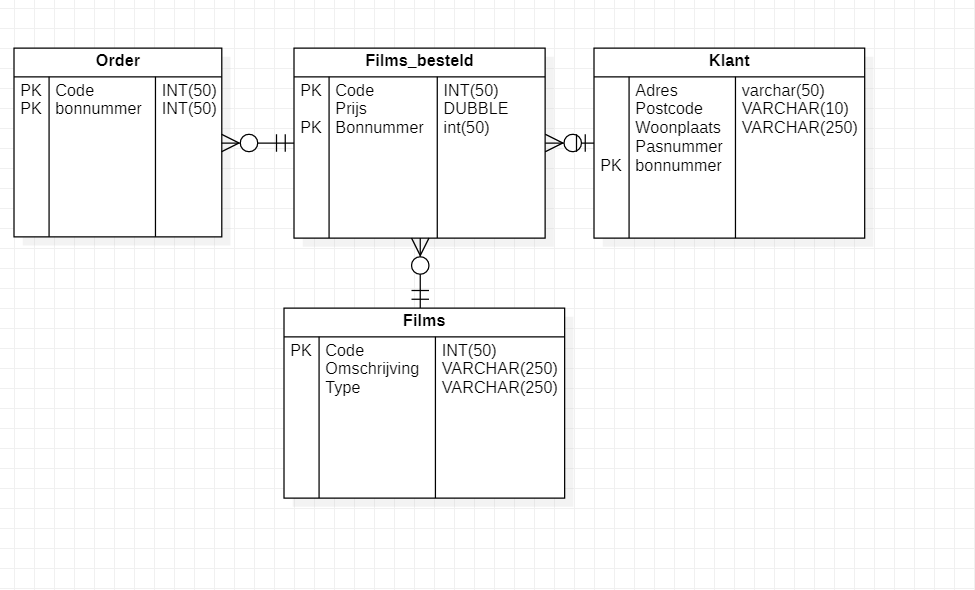 Order
PK Code INT(50)
PK bonnummer INT(50)
Films_besteld
PK Code INT(50)
Prijs DUBBLE
PK Bonnummer int(50)
Klant
Adres varchar(50)
Postcode VARCHAR(10)
Woonplaats VARCHAR(250)
Pasnummer
PK bonnummer
Films
PK Code INT(50)
Omschrijving VARCHAR(250)
Type VARCHAR(250)